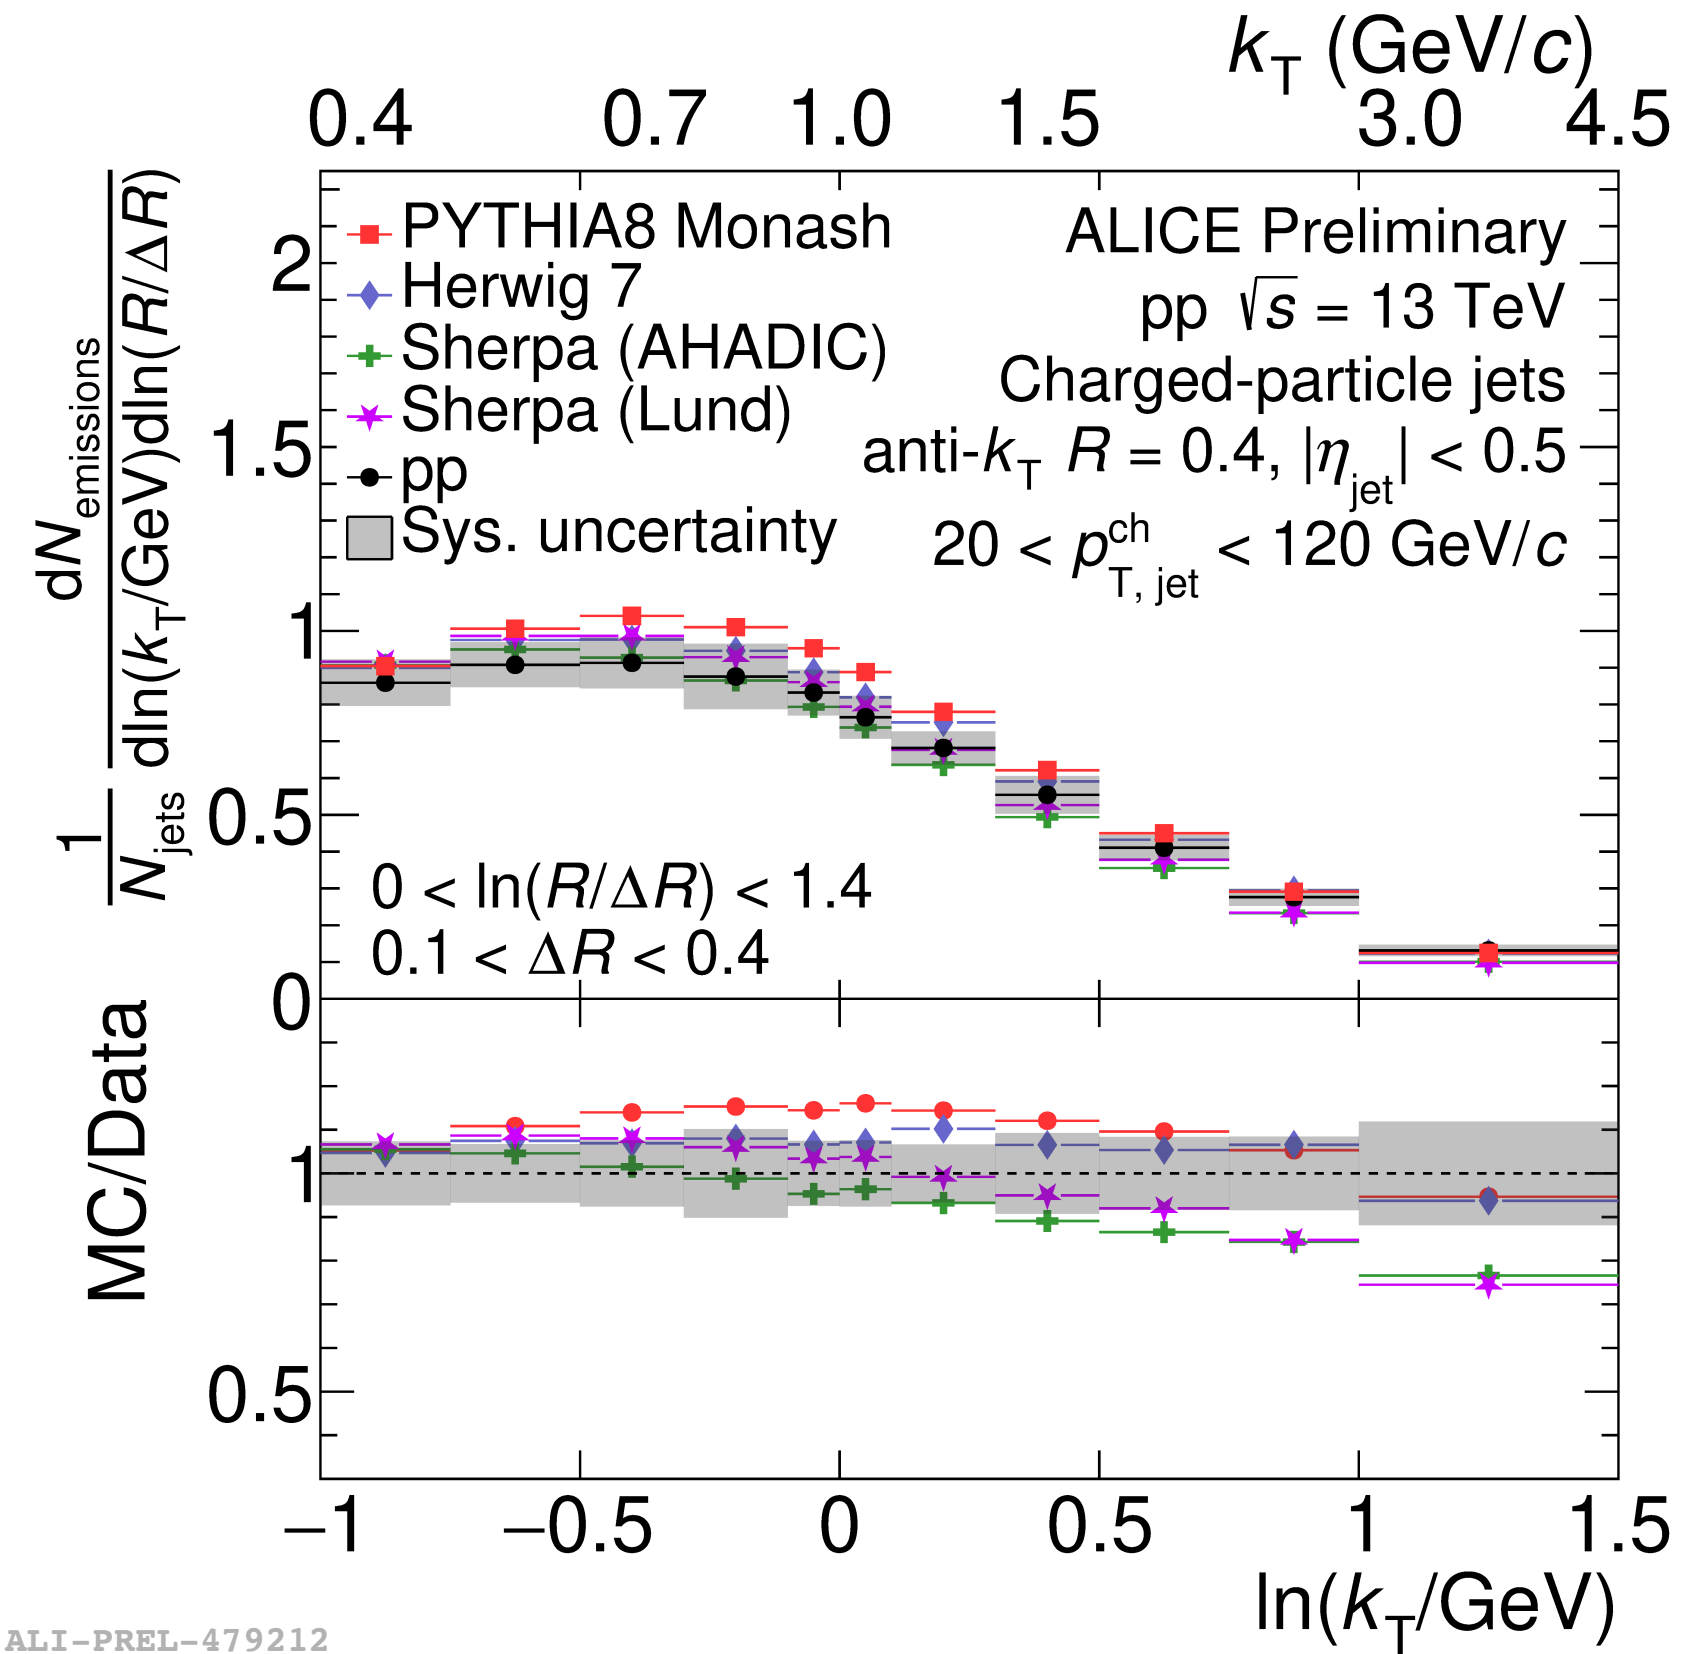 k_T (GeV/c)
0.4 0.7 1.0 1.5 3.0 4.5
1/N_jets dN_emissions/dln(k_T/GeV)dln(R/ΔR)
2
1.5
1
0.5
0
PYTHIA8 Monash
Herwig 7
Sherpa (AHADIC)
Sherpa (Lund)
pp
Sys. uncertainty
ALICE Preliminary
pp √s = 13 TeV
Charged-particle jets
anti-k_T R = 0.4, |η_jet| < 0.5
20 < p_T, jet^ch < 120 GeV/c
0 < ln(R/ΔR) < 1.4
0.1 < ΔR < 0.4
MC/Data
1
0.5
−1 −0.5 0 0.5 1 1.5
ln(k_T/GeV)
ALI-PREL-479212